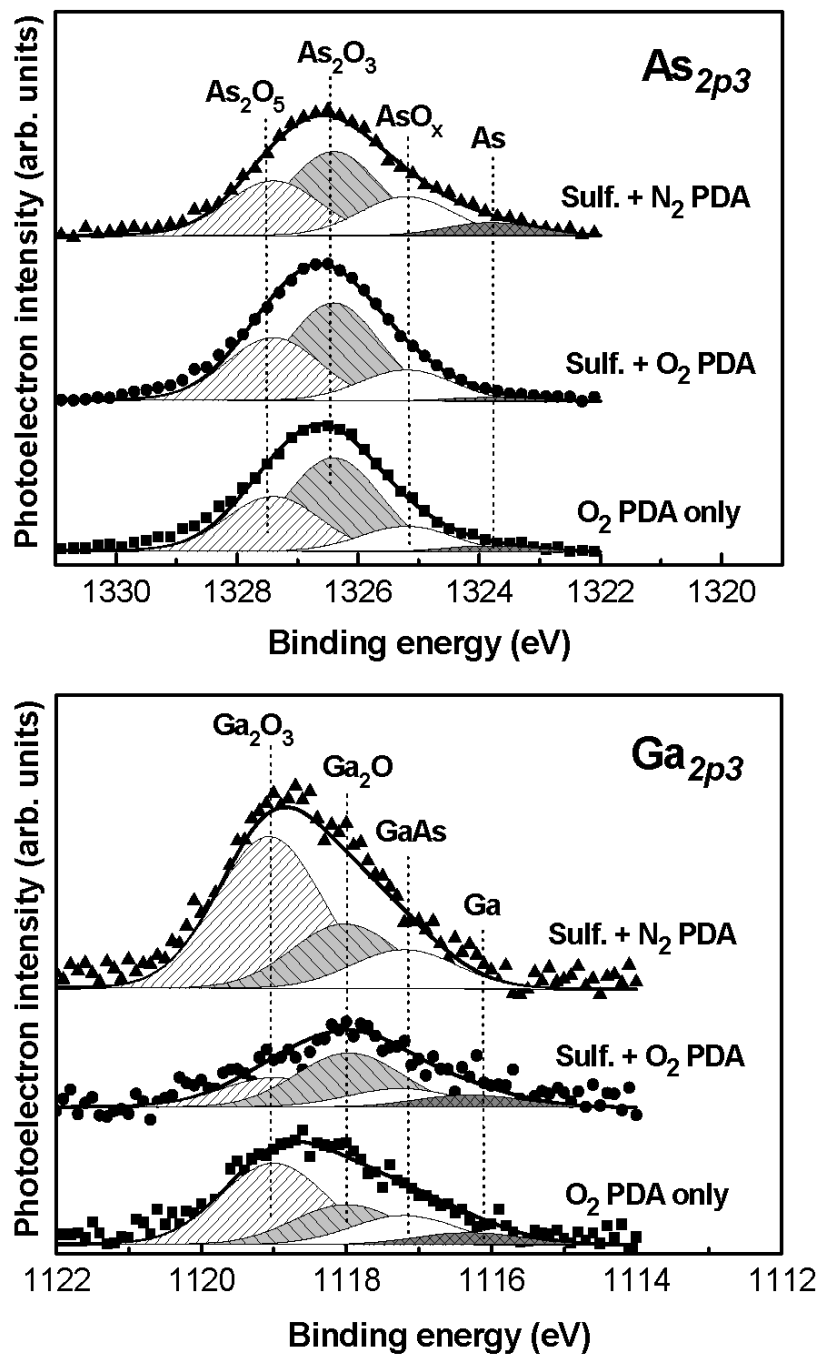 As2p3
As2O5
As2O3
AsOx
As
Sulf. + N2 PDA
Sulf. + O2 PDA
O2 PDA only
Photoelectron intensity (arb. units)
1330 1328 1326 1324 1322 1320
Binding energy (eV)
Ga2p3
Ga2O3
Ga2O
GaAs
Ga
Sulf. + N2 PDA
Sulf. + O2 PDA
O2 PDA only
Photoelectron intensity (arb. units)
1122 1120 1118 1116 1114 1112
Binding energy (eV)